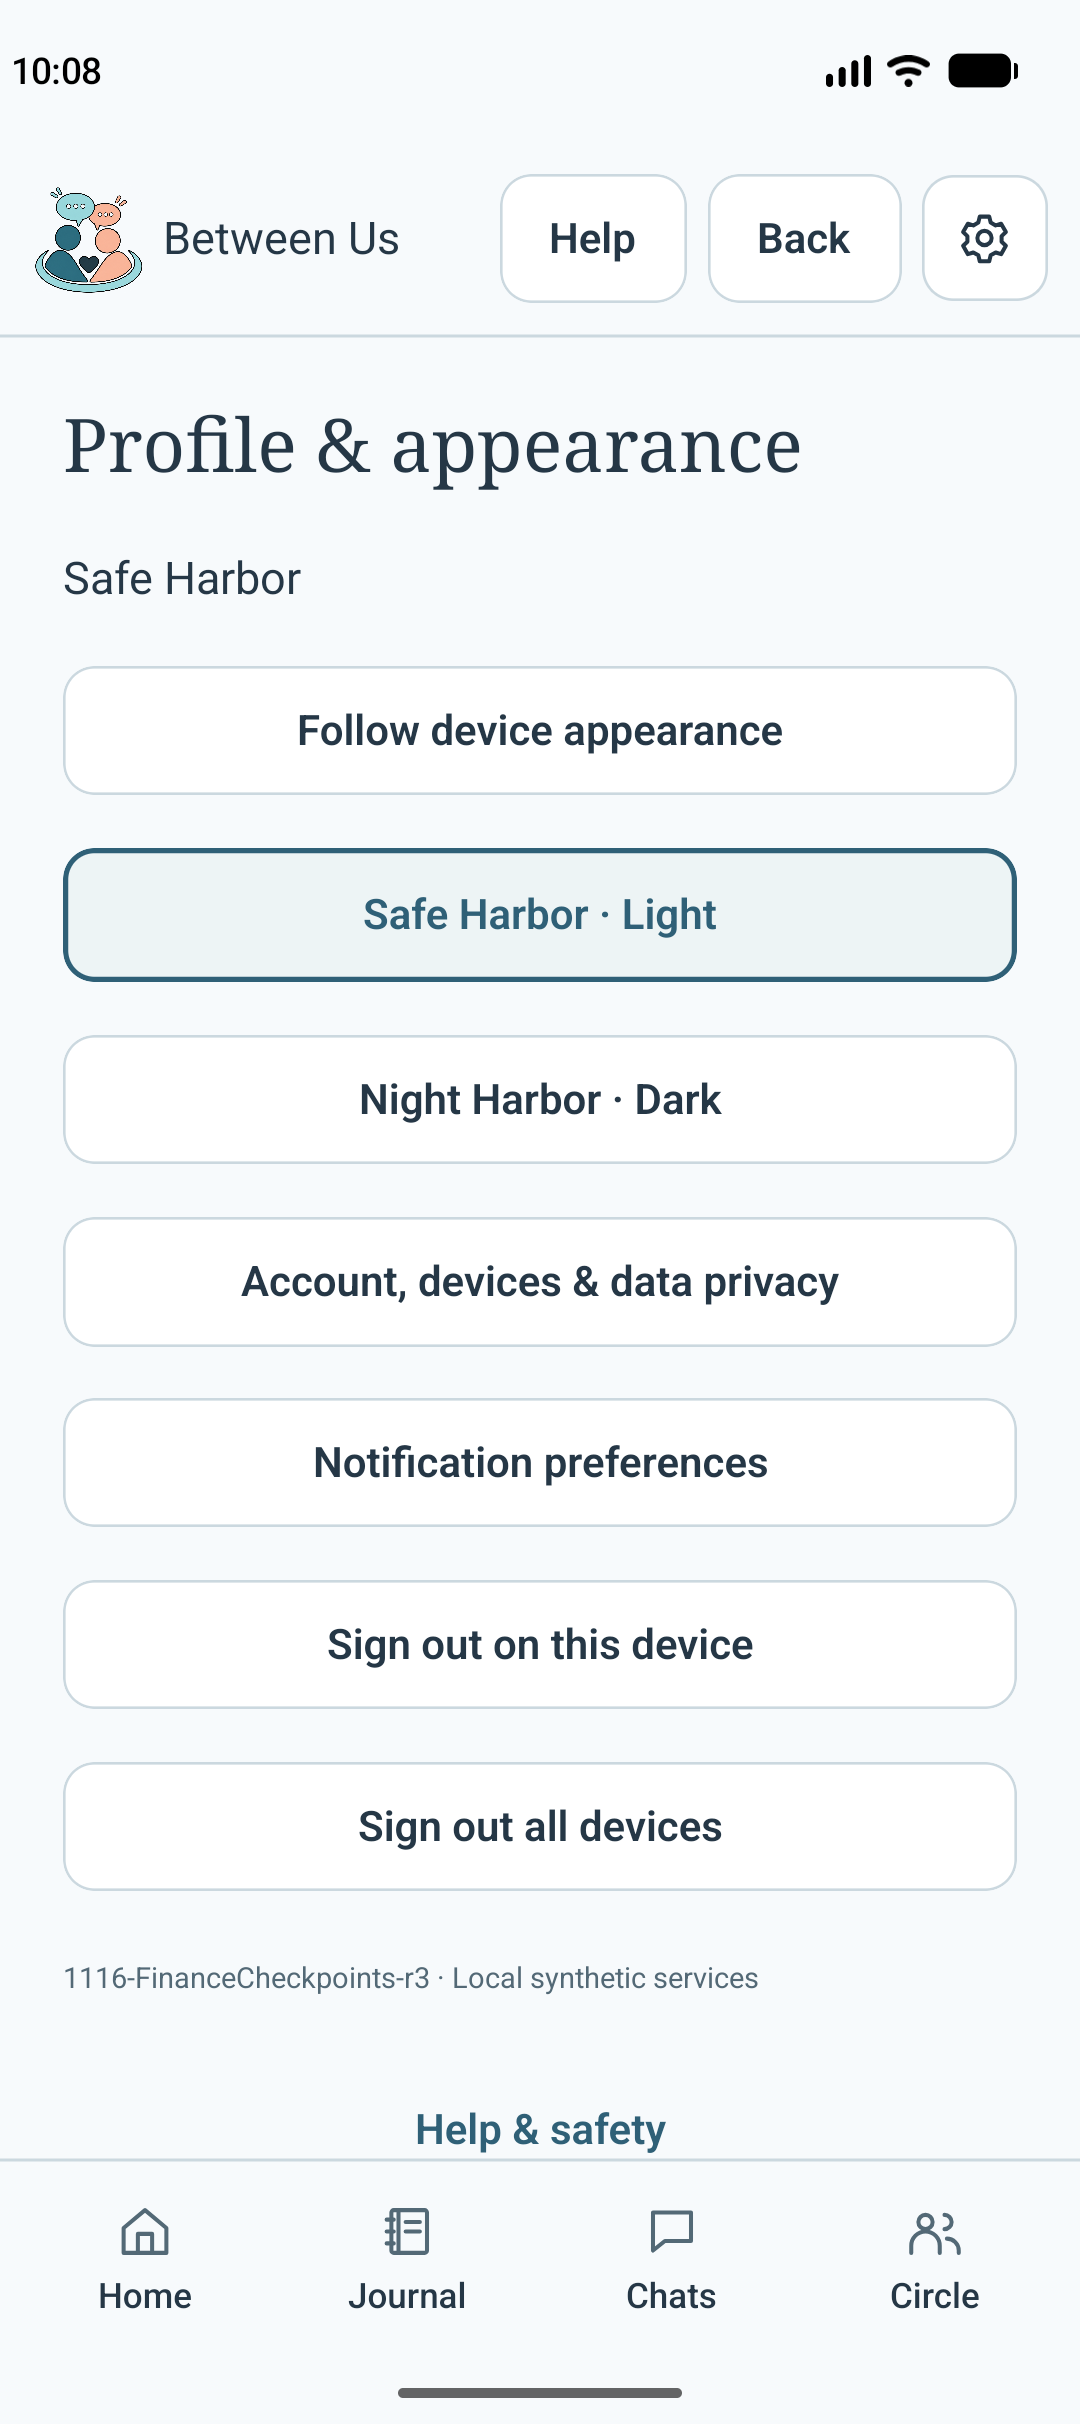 10:08
Between Us
Help
Back
Profile & appearance
Safe Harbor
Follow device appearance
Safe Harbor · Light
Night Harbor · Dark
Account, devices & data privacy
Notification preferences
Sign out on this device
Sign out all devices
1116-FinanceCheckpoints-r3 · Local synthetic services
Help & safety
Home
Journal
Chats
Circle